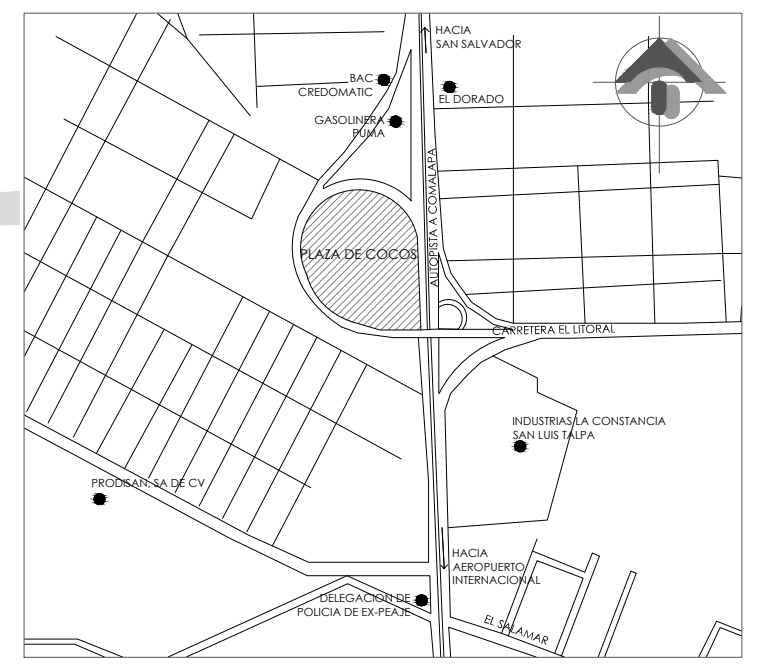 HACIA
SAN SALVADOR
BAC
CREDOMATIC
EL DORADO
GASOLINERA
PUMA
AUTOPISTA A COMALAPA
PLAZA DE COCOS
CARRETERA EL LITORAL
INDUSTRIAS LA CONSTANCIA
SAN LUIS TALPA
PRODISAN, SA DE CV
HACIA
AEROPUERTO
INTERNACIONAL
DELEGACION DE
POLICIA DE EX-PEAJE
EL SALAMAR